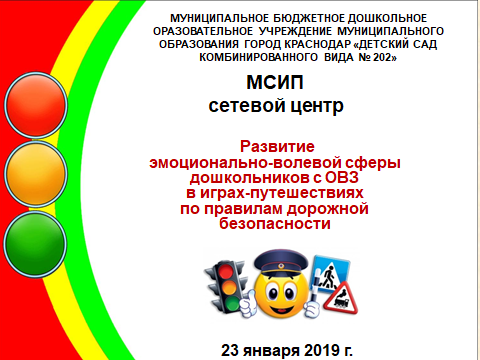 МУНИЦИПАЛЬНОЕ БЮДЖЕТНОЕ ДОШКОЛЬНОЕ
ОРАЗОВАТЕЛЬНОЕ УЧРЕЖДЕНИЕ МУНИЦИПАЛЬНОГО
ОБРАЗОВАНИЯ ГОРОД КРАСНОДАР «ДЕТСКИЙ САД
КОМБИНИРОВАННОГО ВИДА № 202»
МСИП
сетевой центр
Развитие
эмоционально-волевой сферы
дошкольников с ОВЗ
в играх-путешествиях
по правилам дорожной
безопасности
23 января 2019 г.